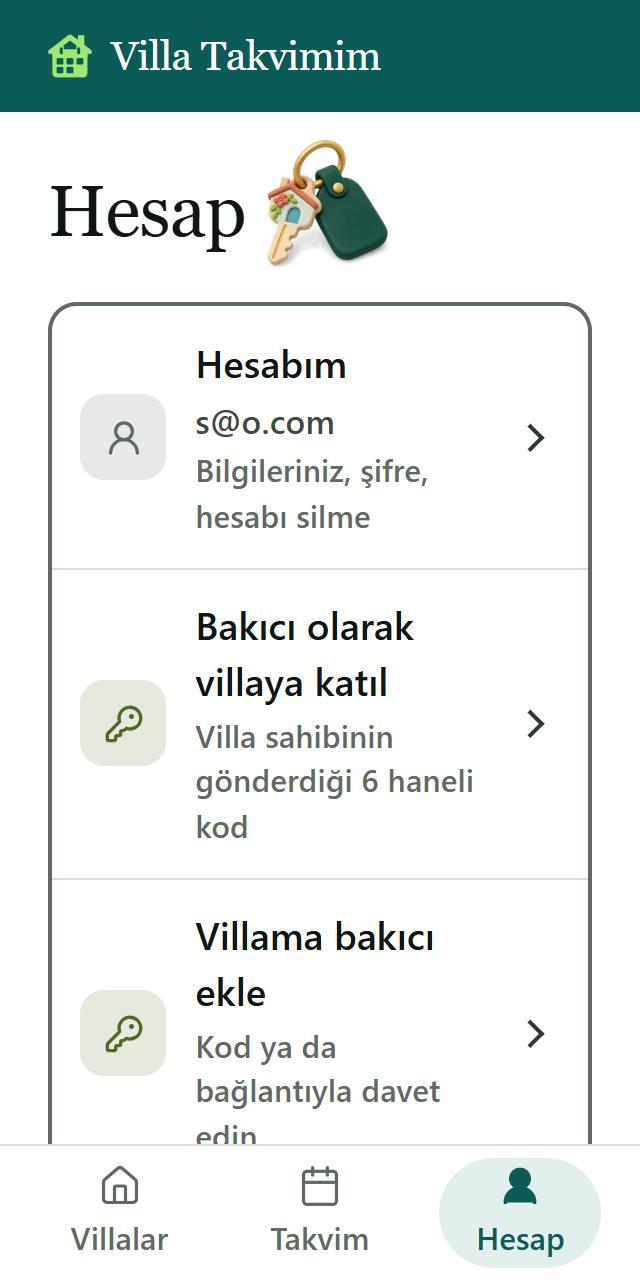 Villa Takvimim
Hesap
Hesabım
s@o.com
Bilgileriniz, şifre,
hesabı silme
Bakıcı olarak
villaya katıl
Villa sahibinin
gönderdiği 6 haneli
kod
Villama bakıcı
ekle
Kod ya da
bağlantıyla davet
edin
Villalar
Takvim
Hesap